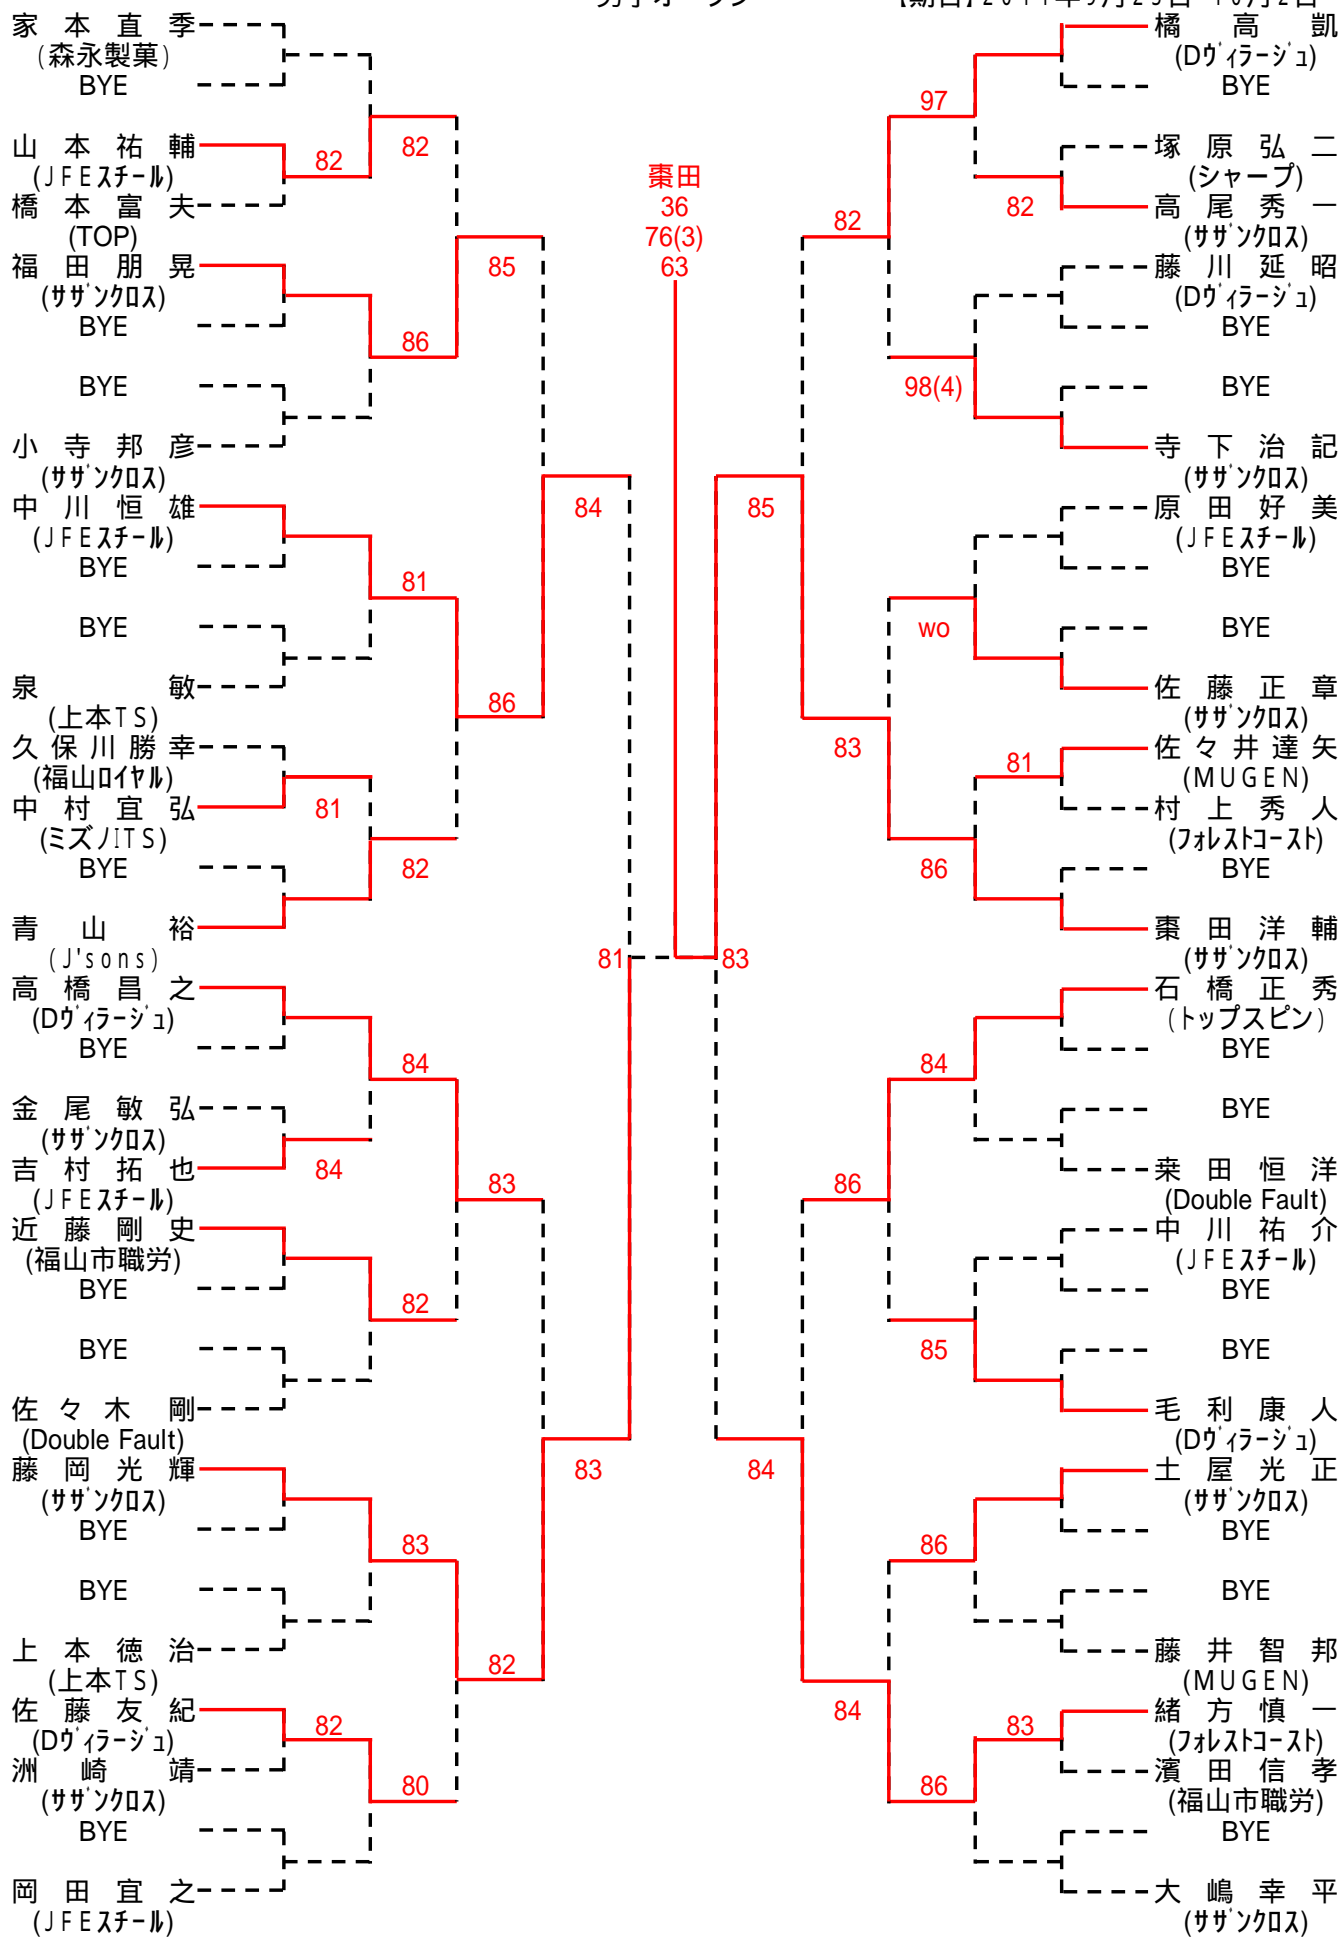 家本直季
(森永製菓)
BYE
山本祐輔
(JFEスチール)
橋本富夫
(TOP)
福田朋晃
(サザンクロス)
BYE
BYE
小寺邦彦
(サザンクロス)
中川恒雄
(JFEスチール)
BYE
BYE
泉敏
(上本TS)
久保川勝幸
(福山ロイヤル)
中村宜弘
(ミズノITS)
BYE
青山裕
(J'sons)
高橋昌之
(Dヴィラージュ)
BYE
金尾敏弘
(サザンクロス)
吉村拓也
(JFEスチール)
近藤剛史
(福山市職労)
BYE
BYE
佐々木剛
(Double Fault)
藤岡光輝
(サザンクロス)
BYE
BYE
上本徳治
(上本TS)
佐藤友紀
(Dヴィラージュ)
洲崎靖
(サザンクロス)
BYE
岡田宜之
(JFEスチール)
82
81
84
82
82
86
81
82
84
82
83
80
85
86
83
82
84
83
81
棗田
36
76(3)
63
83
85
84
82
83
86
84
97
98(4)
wo
86
84
85
86
86
82
81
83
橘高凱
(Dヴィラージュ)
BYE
塚原弘二
(シャープ)
高尾秀一
(サザンクロス)
藤川延昭
(Dヴィラージュ)
BYE
BYE
寺下治記
(サザンクロス)
原田好美
(JFEスチール)
BYE
BYE
佐藤正章
(サザンクロス)
佐々井達矢
(MUGEN)
村上秀人
(フォレストコースト)
BYE
棗田洋輔
(サザンクロス)
石橋正秀
(トップスピン)
BYE
BYE
桒田恒洋
(Double Fault)
中川祐介
(JFEスチール)
BYE
BYE
毛利康人
(Dヴィラージュ)
土屋光正
(サザンクロス)
BYE
BYE
藤井智邦
(MUGEN)
緒方慎一
(フォレストコースト)
濱田信孝
(福山市職労)
BYE
大嶋幸平
(サザンクロス)